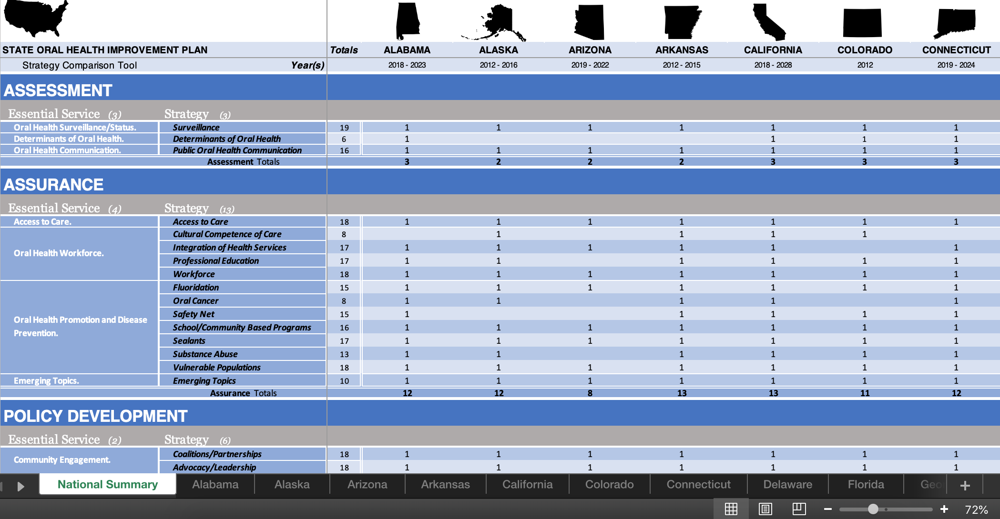 STATE ORAL HEALTH IMPROVEMENT PLAN Totals ALABAMA ALASKA ARIZONA ARKANSAS CALIFORNIA COLORADO CONNECTICUT
Strategy Comparison Tool Year(s) 2018 - 2023 2012 - 2016 2019 - 2022 2012 - 2015 2018 - 2028 2012 2019 - 2024
ASSESSMENT
Essential Service (3) Strategy (3)
Oral Health Surveillance/Status. Surveillance 19 1 1 1 1 1 1 1
Determinants of Oral Health. Determinants of Oral Health 6 1 1 1 1
Oral Health Communication. Public Oral Health Communication 16 1 1 1 1 1 1 1
Assessment Totals 3 2 2 2 3 3 3
ASSURANCE
Essential Service (4) Strategy (13)
Access to Care. Access to Care 18 1 1 1 1 1 1 1
Cultural Competence of Care 8 1 1 1 1
Oral Health Workforce. Integration of Health Services 17 1 1 1 1 1 1
Professional Education 17 1 1 1 1 1 1
Workforce 18 1 1 1 1 1 1 1
Fluoridation 15 1 1 1 1 1 1 1
Oral Cancer 8 1 1 1 1 1
Safety Net 15 1 1 1 1 1
Oral Health Promotion and Disease
Prevention. School/Community Based Programs 16 1 1 1 1 1 1 1
Sealants 17 1 1 1 1 1 1 1
Substance Abuse 13 1 1 1 1 1 1
Vulnerable Populations 18 1 1 1 1 1 1 1
Emerging Topics. Emerging Topics 10 1 1 1 1 1 1 1
Assurance Totals 12 12 8 13 13 11 12
POLICY DEVELOPMENT
Essential Service (2) Strategy (6)
Community Engagement. Coalitions/Partnerships 18 1 1 1 1 1 1 1
Advocacy/Leadership 18 1 1 1 1 1 1 1
National Summary Alabama Alaska Arizona Arkansas California Colorado Connecticut Delaware Florida Geo
72%